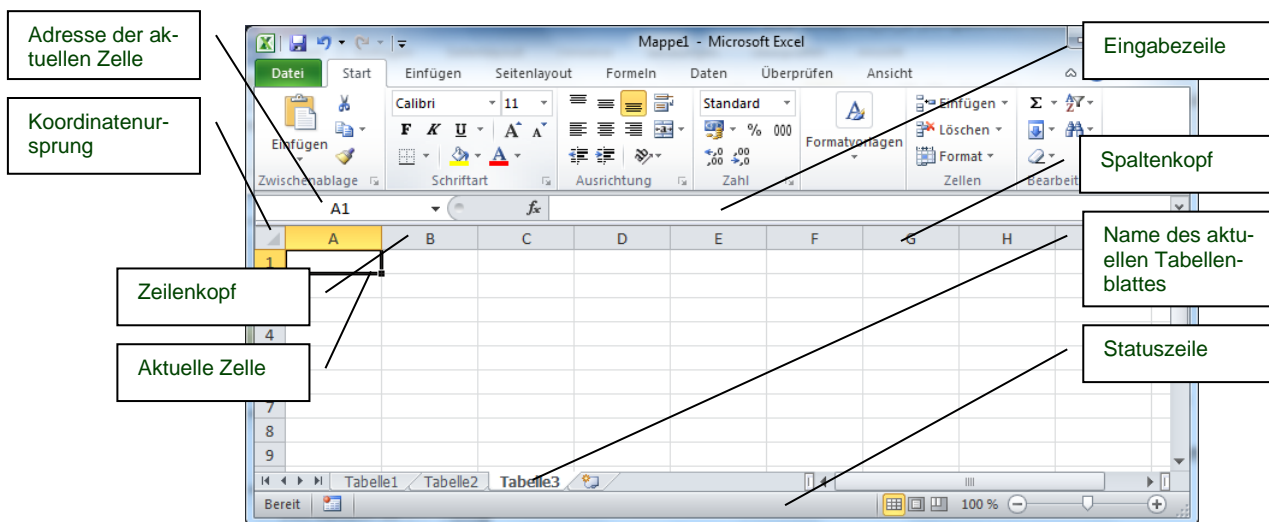 Adresse der ak-
tuellen Zelle
Koordinatenur-
sprung
Mappe1 - Microsoft Excel
Eingabezeile
Datei Start Einfügen Seitenlayout Formeln Daten Überprüfen Ansicht
Calibri 11 Standard Einfügen Σ
F K U A A % 000 Löschen
Einfügen Formatvorlagen
A ,00 Format
Spaltenkopf
Zwischenablage Schriftart Ausrichtung Zahl Zellen Bearbeit
A1 fx
A B C D E F G H
Name des aktu-
ellen Tabellen-
blattes
1
Zeilenkopf
4
Statuszeile
Aktuelle Zelle
7
8
9
Tabelle1 Tabelle2 Tabelle3
Bereit 100 %